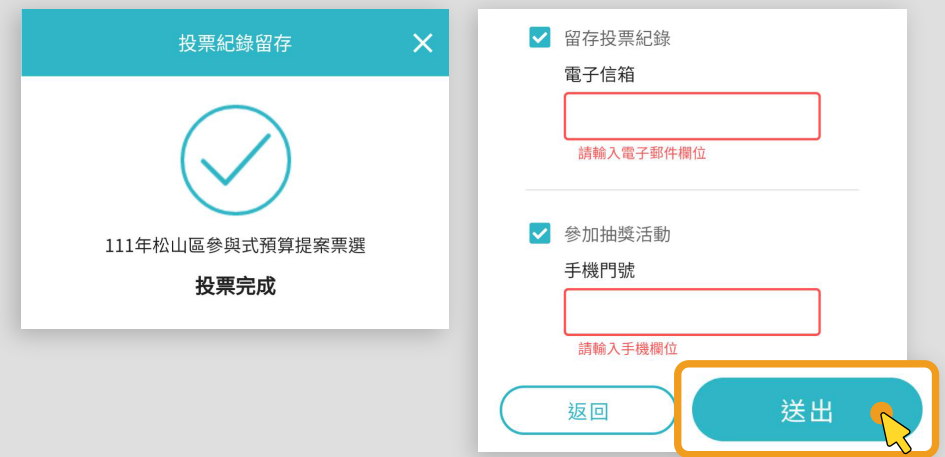 投票紀錄留存
111年松山區參與式預算提案票選
投票完成
留存投票紀錄
電子信箱
請輸入電子郵件欄位
參加抽獎活動
手機門號
請輸入手機欄位
返回
送出